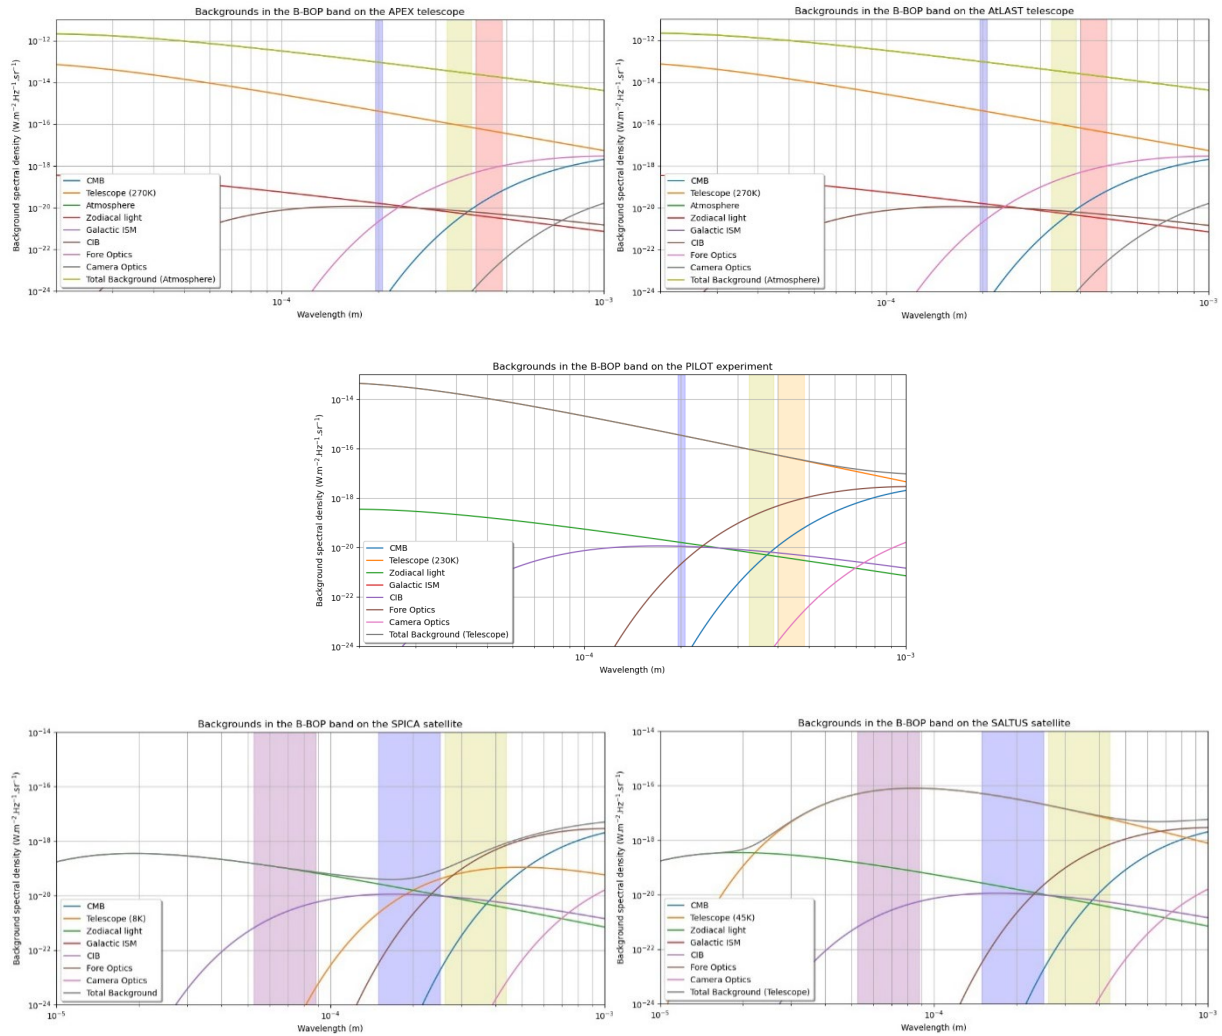 Backgrounds in the B-BOP band on the APEX telescope
Background spectral density (W.m⁻².Hz⁻¹.sr⁻¹)
10⁻¹²
10⁻¹⁴
10⁻¹⁶
10⁻¹⁸
10⁻²⁰
10⁻²²
10⁻²⁴
CMB
Telescope (270K)
Atmosphere
Zodiacal light
Galactic ISM
CIB
Fore Optics
Camera Optics
Total Background (Atmosphere)
10⁻⁴
10⁻³
Wavelength (m)
Backgrounds in the B-BOP band on the AtLAST telescope
Background spectral density (W.m⁻².Hz⁻¹.sr⁻¹)
10⁻¹²
10⁻¹⁴
10⁻¹⁶
10⁻¹⁸
10⁻²⁰
10⁻²²
10⁻²⁴
CMB
Telescope (270K)
Atmosphere
Zodiacal light
Galactic ISM
CIB
Fore Optics
Camera Optics
Total Background (Atmosphere)
10⁻⁴
10⁻³
Wavelength (m)
Backgrounds in the B-BOP band on the PILOT experiment
Background spectral density (W.m⁻².Hz⁻¹.sr⁻¹)
10⁻¹⁴
10⁻¹⁶
10⁻¹⁸
10⁻²⁰
10⁻²²
10⁻²⁴
CMB
Telescope (230K)
Zodiacal light
Galactic ISM
CIB
Fore Optics
Camera Optics
Total Background (Telescope)
10⁻⁴
10⁻³
Wavelength (m)
Backgrounds in the B-BOP band on the SPICA satellite
Background spectral density (W.m⁻².Hz⁻¹.sr⁻¹)
10⁻¹⁴
10⁻¹⁶
10⁻¹⁸
10⁻²⁰
10⁻²²
10⁻²⁴
CMB
Telescope (8K)
Zodiacal light
Galactic ISM
CIB
Fore Optics
Camera Optics
Total Background
10⁻⁵
10⁻⁴
10⁻³
Wavelength (m)
Backgrounds in the B-BOP band on the SALTUS satellite
Background spectral density (W.m⁻².Hz⁻¹.sr⁻¹)
10⁻¹⁴
10⁻¹⁶
10⁻¹⁸
10⁻²⁰
10⁻²²
10⁻²⁴
CMB
Telescope (45K)
Zodiacal light
Galactic ISM
CIB
Fore Optics
Camera Optics
Total Background (Telescope)
10⁻⁵
10⁻⁴
10⁻³
Wavelength (m)